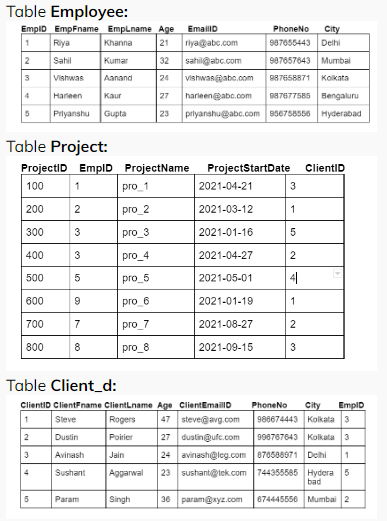 Table Employee:
EmpID EmpFname EmpLname Age EmailID PhoneNo City
1 Riya Khanna 21 riya@abc.com 987655443 Delhi
2 Sahil Kumar 32 sahil@abc.com 987657643 Mumbai
3 Vishwas Aanand 24 vishwas@abc.com 987658871 Kolkata
4 Harleen Kaur 27 harleen@abc.com 987677585 Bengaluru
5 Priyanshu Gupta 23 priyanshu@abc.com 956758556 Hyderabad
Table Project:
ProjectID EmpID ProjectName ProjectStartDate ClientID
100 1 pro_1 2021-04-21 3
200 2 pro_2 2021-03-12 1
300 3 pro_3 2021-01-16 5
400 3 pro_4 2021-04-27 2
500 5 pro_5 2021-05-01 4
600 9 pro_6 2021-01-19 1
700 7 pro_7 2021-08-27 2
800 8 pro_8 2021-09-15 3
Table Client_d:
ClientID ClientFname ClientLname Age ClientEmailID PhoneNo City EmpID
1 Steve Rogers 47 steve@avg.com 986674443 Kolkata 3
2 Dustin Poirier 27 dustin@ufc.com 996767643 Kolkata 3
3 Avinash Jain 24 avinash@leg.com 876588971 Delhi 1
4 Sushant Aggarwal 23 sushant@tek.com 744355585 Hydera 5
bad
5 Param Singh 36 param@xyz.com 674445556 Mumbai 2